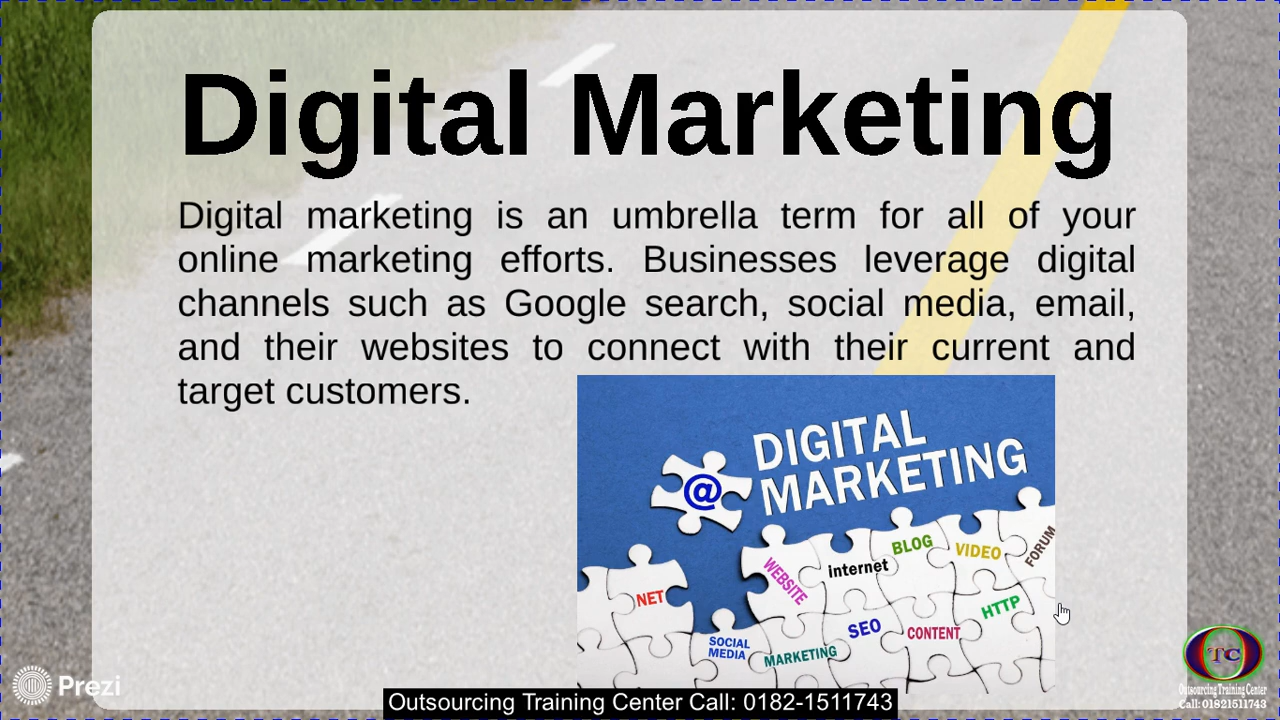 Digital Marketing
Digital marketing is an umbrella term for all of your
online marketing efforts. Businesses leverage digital
channels such as Google search, social media, email,
and their websites to connect with their current and
target customers.
DIGITAL
MARKETING
@
BLOG
VIDEO
FORUM
WEBSITE
internet
NET
HTTP
SEO
CONTENT
SOCIAL
MEDIA
MARKETING
Prezi
Outsourcing Training Center Call: 0182-1511743
OTC
Outsourcing Training Center
Call: 01821511743